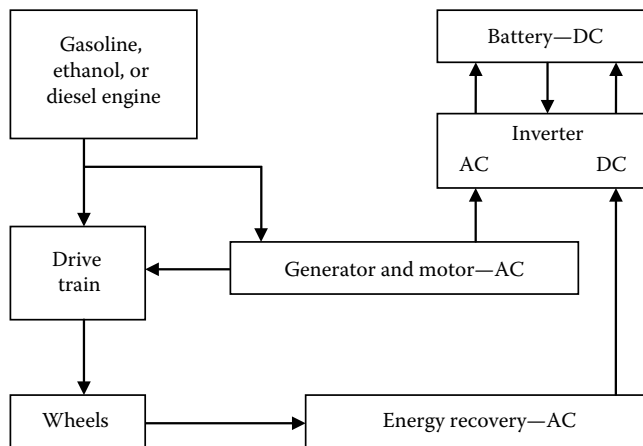 Gasoline,
ethanol, or
diesel engine
Battery—DC
Inverter
AC DC
Drive
train
Generator and motor—AC
Wheels
Energy recovery—AC